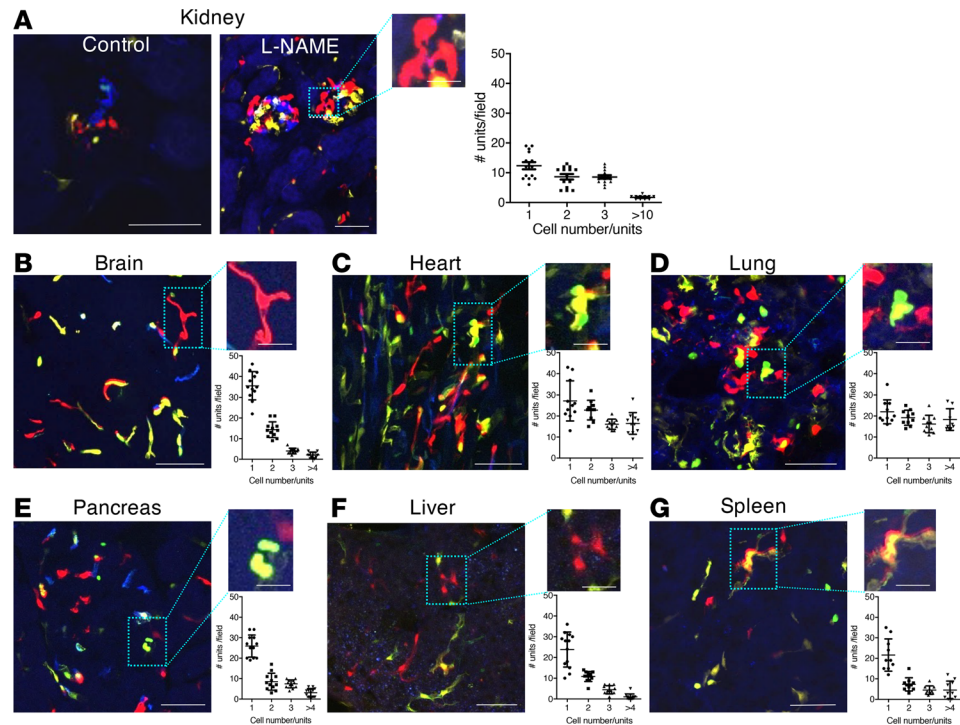 A
Kidney
Control
L-NAME
50
40
30
20
10
0
# units/field
1 2 3 >10
Cell number/units
B
Brain
50
40
30
20
10
0
# units /field
1 2 3 >4
Cell number/units
C
Heart
50
40
30
20
10
0
# units /field
1 2 3 >4
Cell number/units
D
Lung
50
40
30
20
10
0
# units /field
1 2 3 >4
Cell number/units
E
Pancreas
50
40
30
20
10
0
# units /field
1 2 3 >4
Cell number/units
F
Liver
50
40
30
20
10
0
# units /field
1 2 3 >4
Cell number/units
G
Spleen
50
40
30
20
10
0
# units /field
1 2 3 >4
Cell number/units